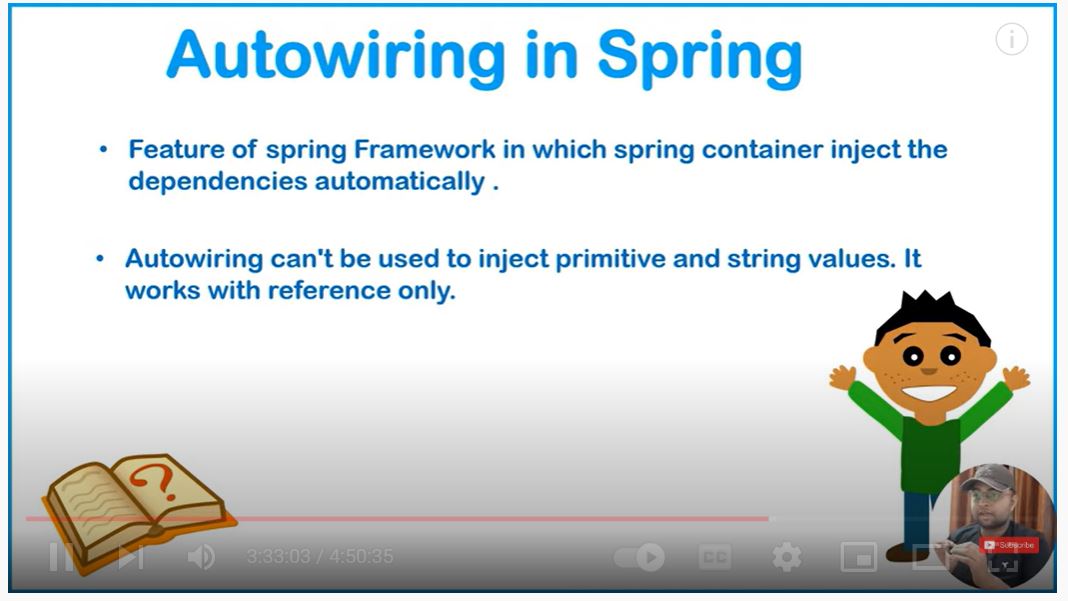 Autowiring in Spring
• Feature of spring Framework in which spring container inject the
dependencies automatically .
• Autowiring can't be used to inject primitive and string values. It
works with reference only.
?
Subscribe
3:33:03 / 4:50:35
CC